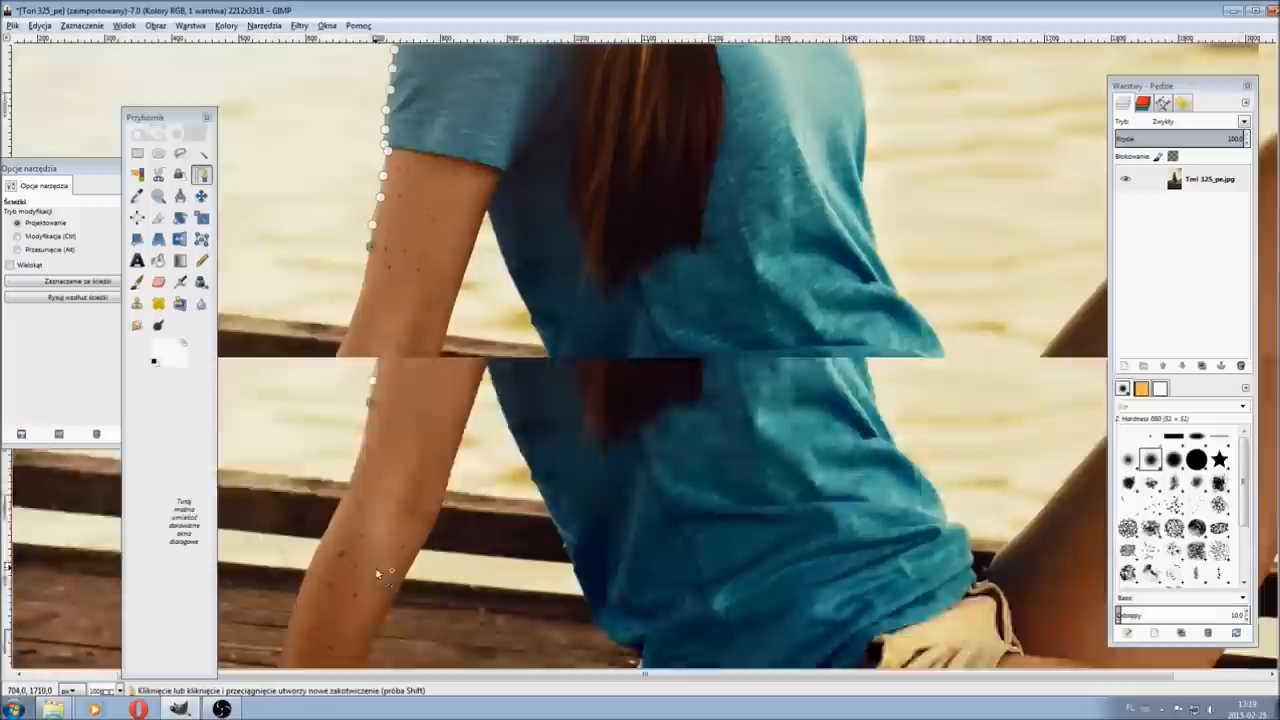 *[Tori 325_pe] (zaimportowany)-7.0 (Kolory RGB, 1 warstwa) 2212x3318 – GIMP
Plik Edycja Zaznaczenie Widok Obraz Warstwa Kolory Narzędzia Filtry Okna Pomoc
Przybornik
Opcje narzędzia
Opcje narzędzia
Ścieżki
Tryb modyfikacji
Projektowanie
Modyfikacja (Ctrl)
Przesunięcie (Alt)
Wielokąt
Zaznaczenie ze ścieżki
Rysuj wzdłuż ścieżki
Tutaj
można
umieścić
obrowalne
okna
dialogowe
Warstwy - Pędzle
Tryb: Zwykły
Krycie 100,0
Blokowanie:
Tori 325_pe.jpg
2. Hardness 050 (51 × 51)
Basic
Odstępy 10,0
704,0, 1710,0 px 100% Kliknięcie lub kliknięcie i przeciągnięcie utworzy nowe zakotwiczenie (próba Shift)
PL
13:19
2015-02-25